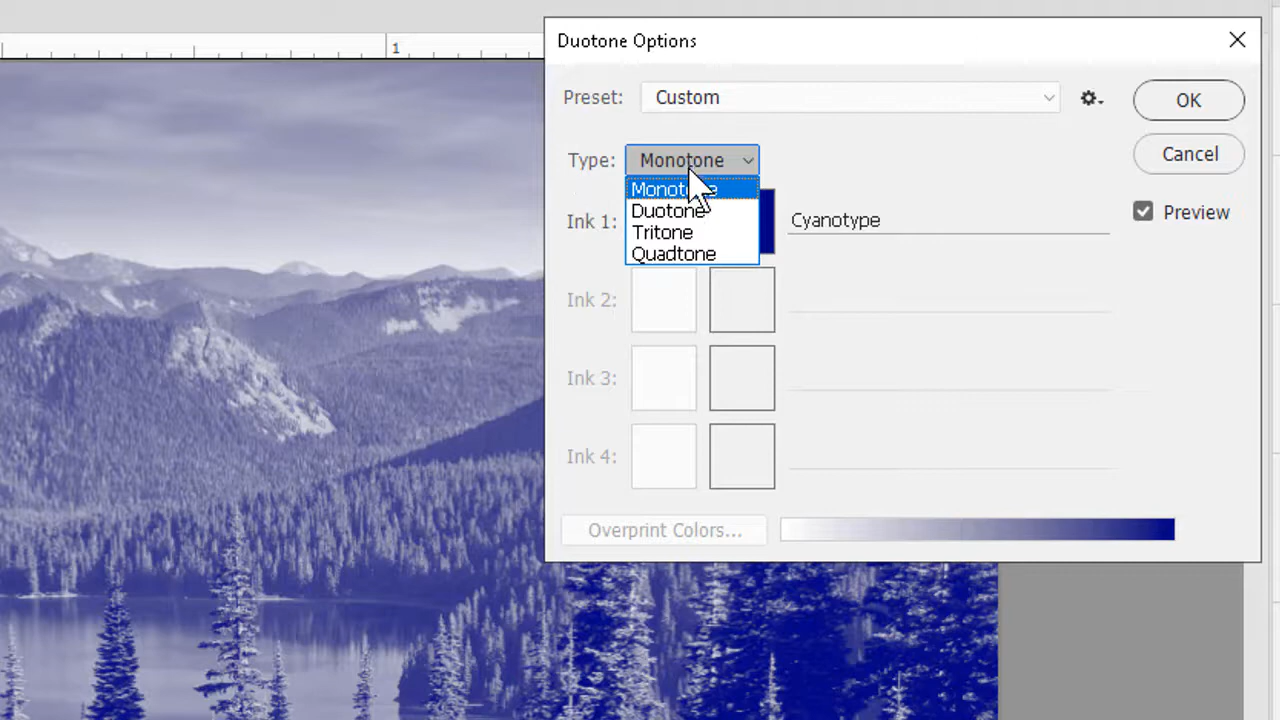 1
Duotone Options
Preset: Custom
OK
Type: Monotone
Cancel
Monotone
Duotone
Tritone
Quadtone
Preview
Ink 1: Cyanotype
Ink 2:
Ink 3:
Ink 4:
Overprint Colors...